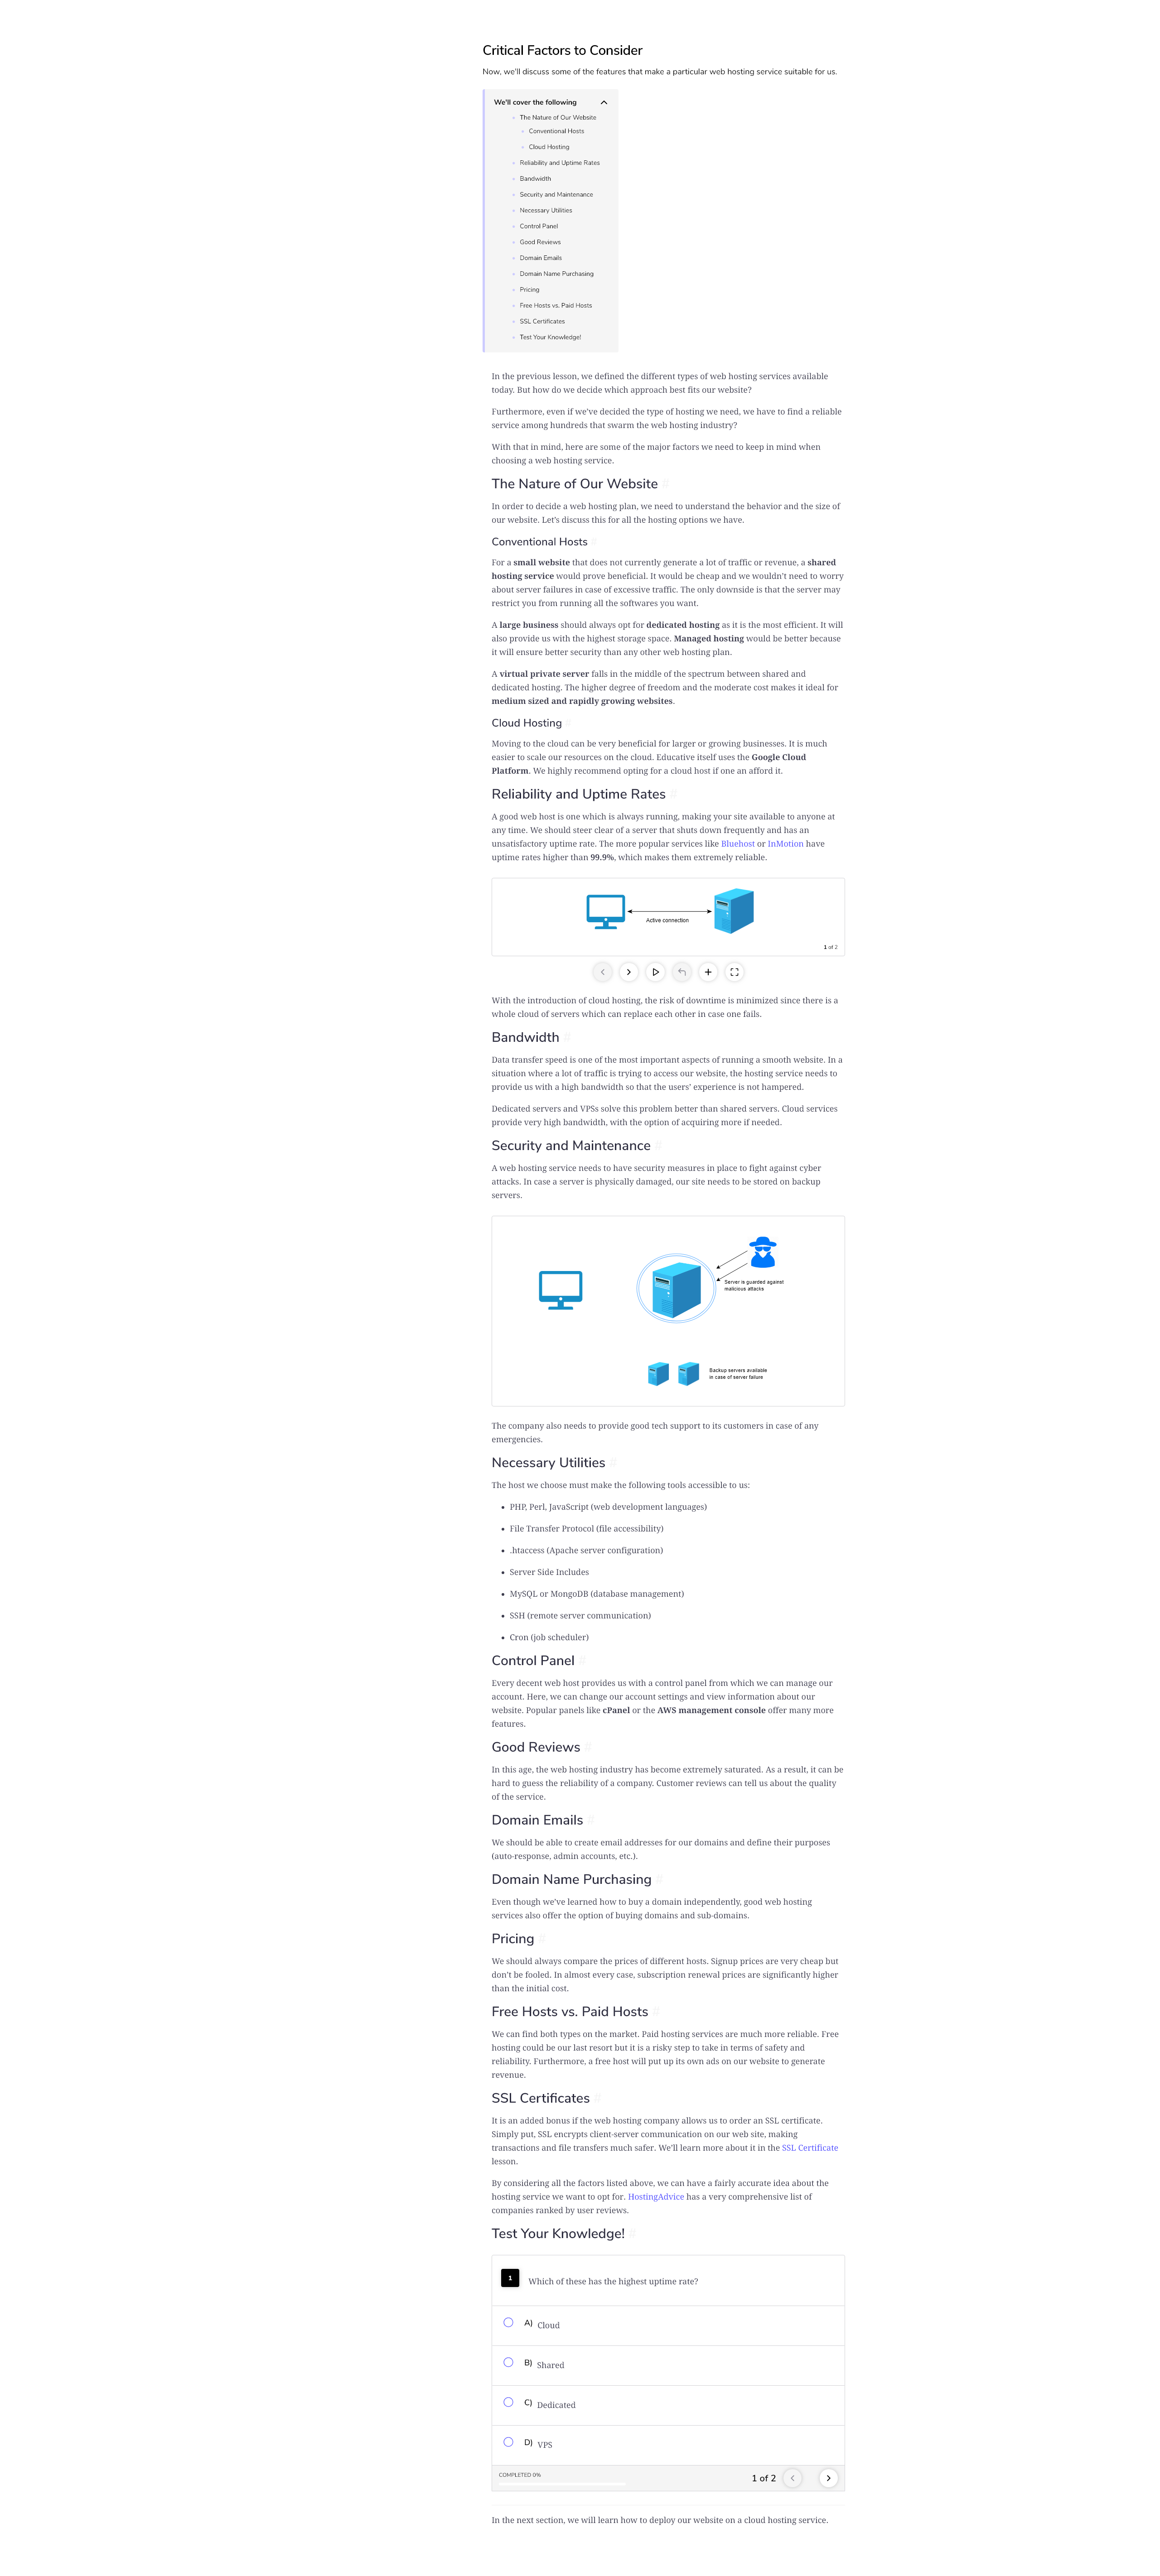 Critical Factors to Consider
Now, we'll discuss some of the features that make a particular web hosting service suitable for us.
We'll cover the following
The Nature of Our Website
Conventional Hosts
Cloud Hosting
Reliability and Uptime Rates
Bandwidth
Security and Maintenance
Necessary Utilities
Control Panel
Good Reviews
Domain Emails
Domain Name Purchasing
Pricing
Free Hosts vs. Paid Hosts
SSL Certificates
Test Your Knowledge!
In the previous lesson, we defined the different types of web hosting services available
today. But how do we decide which approach best fits our website?
Furthermore, even if we've decided the type of hosting we need, we have to find a reliable
service among hundreds that swarm the web hosting industry?
With that in mind, here are some of the major factors we need to keep in mind when
choosing a web hosting service.
The Nature of Our Website #
In order to decide a web hosting plan, we need to understand the behavior and the size of
our website. Let's discuss this for all the hosting options we have.
Conventional Hosts #
For a small website that does not currently generate a lot of traffic or revenue, a shared
hosting service would prove beneficial. It would be cheap and we wouldn't need to worry
about server failures in case of excessive traffic. The only downside is that the server may
restrict you from running all the softwares you want.
A large business should always opt for dedicated hosting as it is the most efficient. It will
also provide us with the highest storage space. Managed hosting would be better because
it will ensure better security than any other web hosting plan.
A virtual private server falls in the middle of the spectrum between shared and
dedicated hosting. The higher degree of freedom and the moderate cost makes it ideal for
medium sized and rapidly growing websites.
Cloud Hosting #
Moving to the cloud can be very beneficial for larger or growing businesses. It is much
easier to scale our resources on the cloud. Educative itself uses the Google Cloud
Platform. We highly recommend opting for a cloud host if one an afford it.
Reliability and Uptime Rates #
A good web host is one which is always running, making your site available to anyone at
any time. We should steer clear of a server that shuts down frequently and has an
unsatisfactory uptime rate. The more popular services like Bluehost or InMotion have
uptime rates higher than 99.9%, which makes them extremely reliable.
Active connection
1 of 2
With the introduction of cloud hosting, the risk of downtime is minimized since there is a
whole cloud of servers which can replace each other in case one fails.
Bandwidth #
Data transfer speed is one of the most important aspects of running a smooth website. In a
situation where a lot of traffic is trying to access our website, the hosting service needs to
provide us with a high bandwidth so that the users' experience is not hampered.
Dedicated servers and VPSs solve this problem better than shared servers. Cloud services
provide very high bandwidth, with the option of acquiring more if needed.
Security and Maintenance #
A web hosting service needs to have security measures in place to fight against cyber
attacks. In case a server is physically damaged, our site needs to be stored on backup
servers.
Server is guarded against
malicious attacks
Backup servers available
in case of server failure
The company also needs to provide good tech support to its customers in case of any
emergencies.
Necessary Utilities #
The host we choose must make the following tools accessible to us:
• PHP, Perl, JavaScript (web development languages)
• File Transfer Protocol (file accessibility)
• .htaccess (Apache server configuration)
• Server Side Includes
• MySQL or MongoDB (database management)
• SSH (remote server communication)
• Cron (job scheduler)
Control Panel #
Every decent web host provides us with a control panel from which we can manage our
account. Here, we can change our account settings and view information about our
website. Popular panels like cPanel or the AWS management console offer many more
features.
Good Reviews #
In this age, the web hosting industry has become extremely saturated. As a result, it can be
hard to guess the reliability of a company. Customer reviews can tell us about the quality
of the service.
Domain Emails #
We should be able to create email addresses for our domains and define their purposes
(auto-response, admin accounts, etc.).
Domain Name Purchasing #
Even though we've learned how to buy a domain independently, good web hosting
services also offer the option of buying domains and sub-domains.
Pricing #
We should always compare the prices of different hosts. Signup prices are very cheap but
don't be fooled. In almost every case, subscription renewal prices are significantly higher
than the initial cost.
Free Hosts vs. Paid Hosts #
We can find both types on the market. Paid hosting services are much more reliable. Free
hosting could be our last resort but it is a risky step to take in terms of safety and
reliability. Furthermore, a free host will put up its own ads on our website to generate
revenue.
SSL Certificates #
It is an added bonus if the web hosting company allows us to order an SSL certificate.
Simply put, SSL encrypts client-server communication on our web site, making
transactions and file transfers much safer. We'll learn more about it in the SSL Certificate
lesson.
By considering all the factors listed above, we can have a fairly accurate idea about the
hosting service we want to opt for. HostingAdvice has a very comprehensive list of
companies ranked by user reviews.
Test Your Knowledge! #
1 Which of these has the highest uptime rate?
A) Cloud
B) Shared
C) Dedicated
D) VPS
COMPLETED 0%
1 of 2
In the next section, we will learn how to deploy our website on a cloud hosting service.